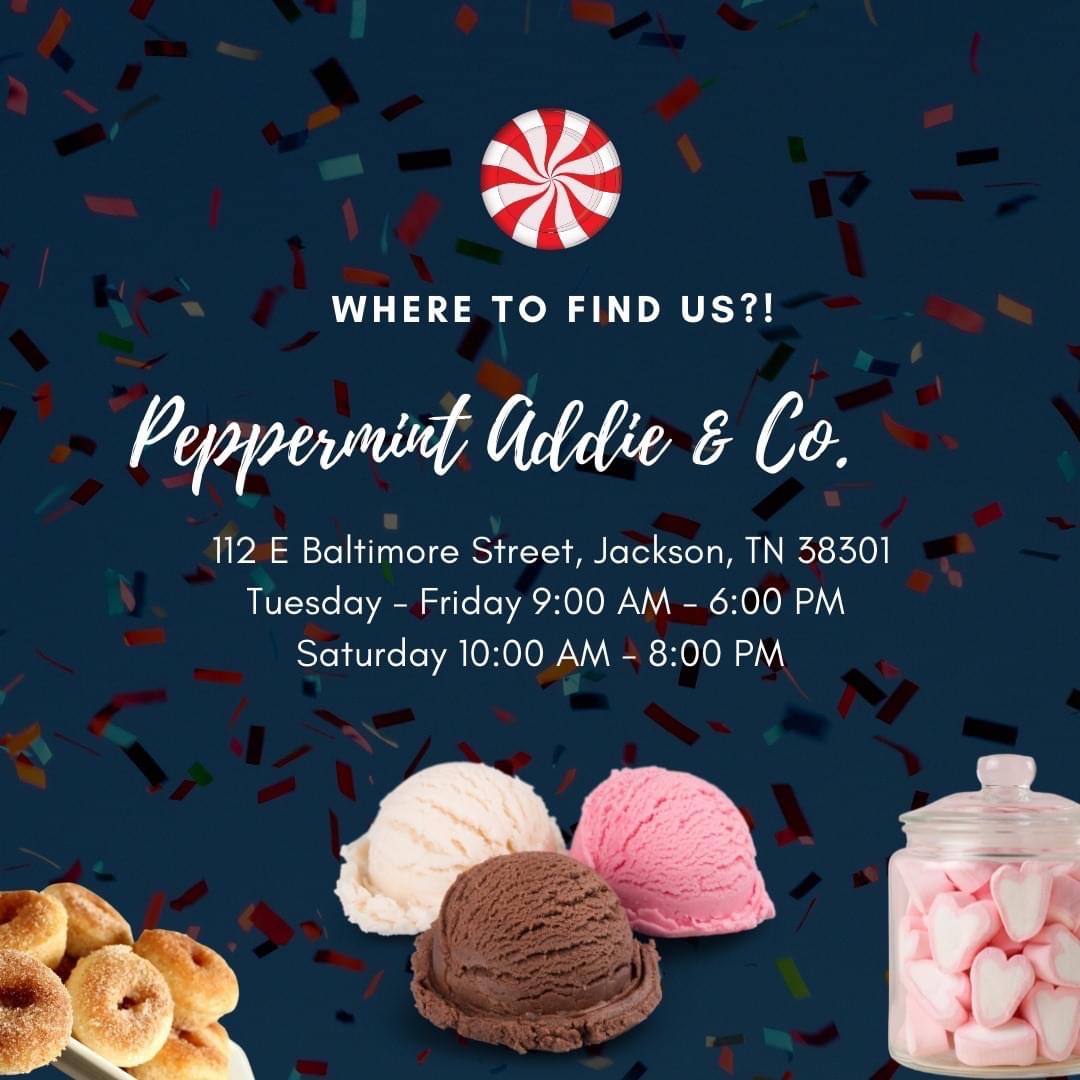 WHERE TO FIND US?!
Peppermint Addie & Co.
112 E Baltimore Street, Jackson, TN 38301
Tuesday - Friday 9:00 AM - 6:00 PM
Saturday 10:00 AM - 8:00 PM